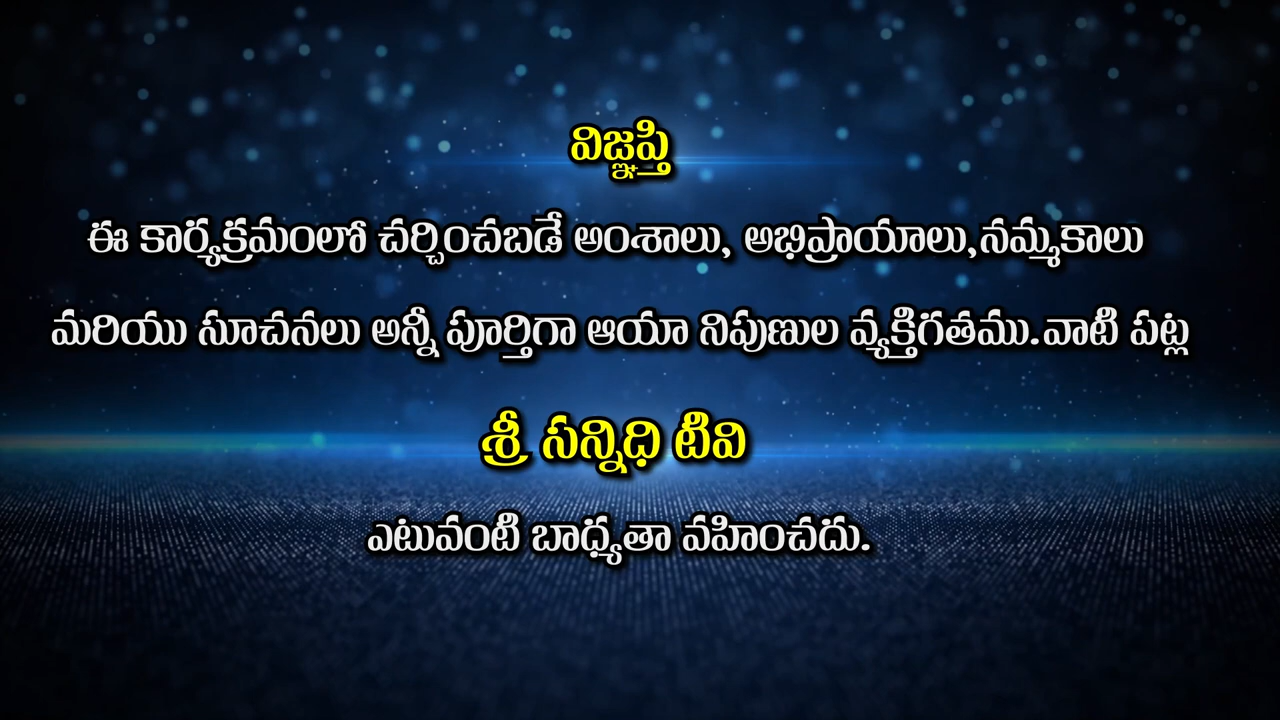 విజ్ఞప్తి
ఈ కార్యక్రమంలో చర్చించబడే అంశాలు, అభిప్రాయాలు,నమ్మకాలు
మరియు సూచనలు అన్నీ పూర్తిగా ఆయా నిపుణుల వ్యక్తిగతము.వాటి పట్ల
శ్రీ సన్నిధి టివి
ఎటువంటి బాధ్యతా వహించదు.